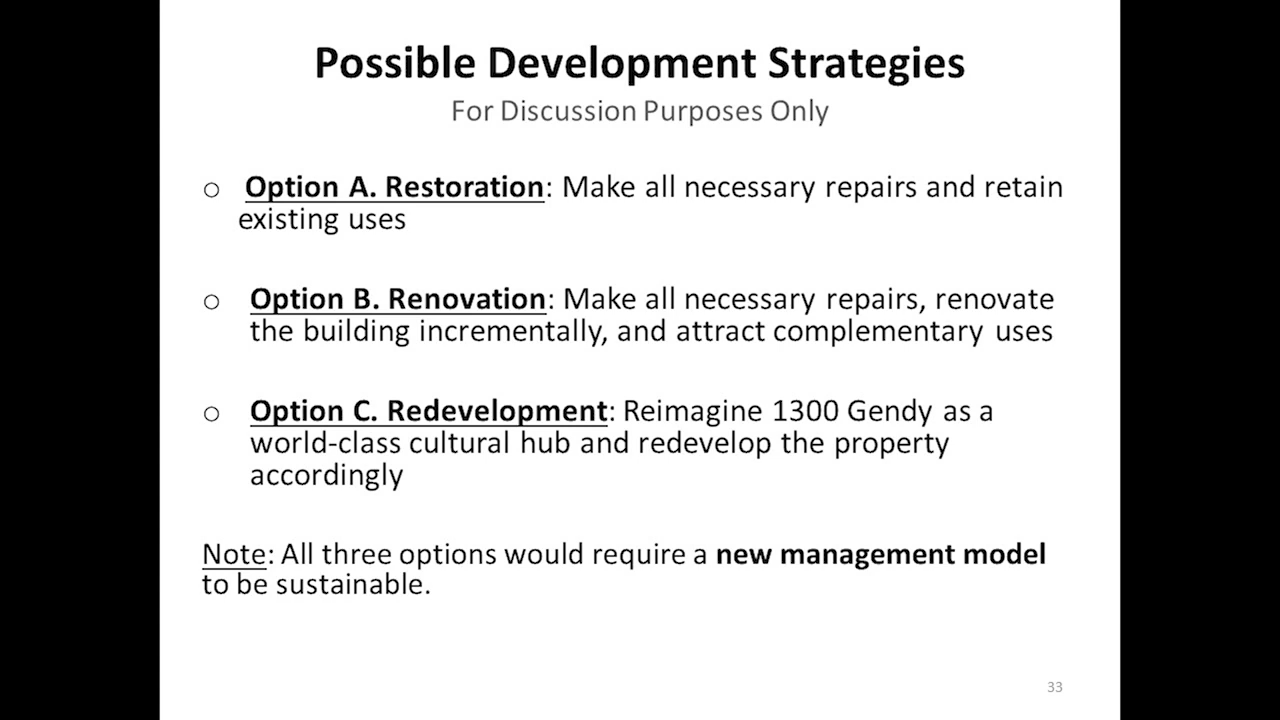 Possible Development Strategies
For Discussion Purposes Only
○ Option A. Restoration: Make all necessary repairs and retain
existing uses
○ Option B. Renovation: Make all necessary repairs, renovate
the building incrementally, and attract complementary uses
○ Option C. Redevelopment: Reimagine 1300 Gendy as a
world-class cultural hub and redevelop the property
accordingly
Note: All three options would require a new management model
to be sustainable.
33